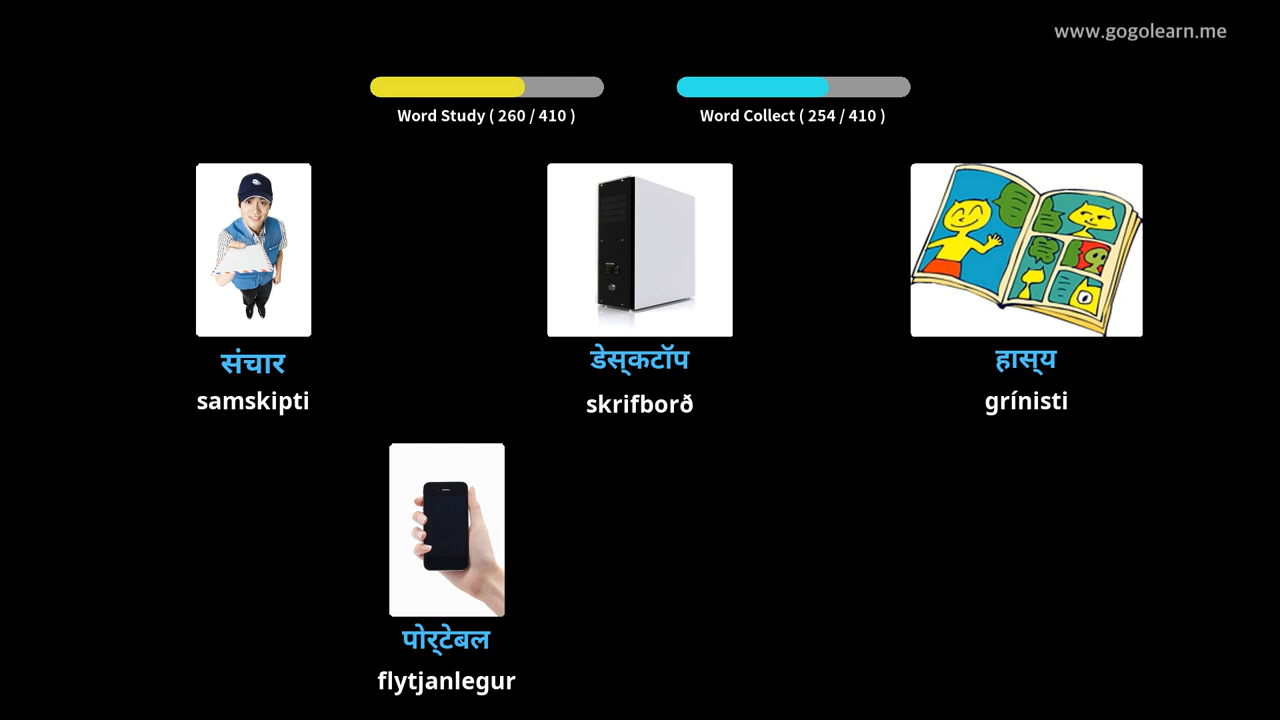 www.gogolearn.me
Word Study ( 260 / 410 )
Word Collect ( 254 / 410 )
संचार
डेस्कटॉप
हास्य
samskipti
skrifborð
grínisti
पोर्टेबल
flytjanlegur